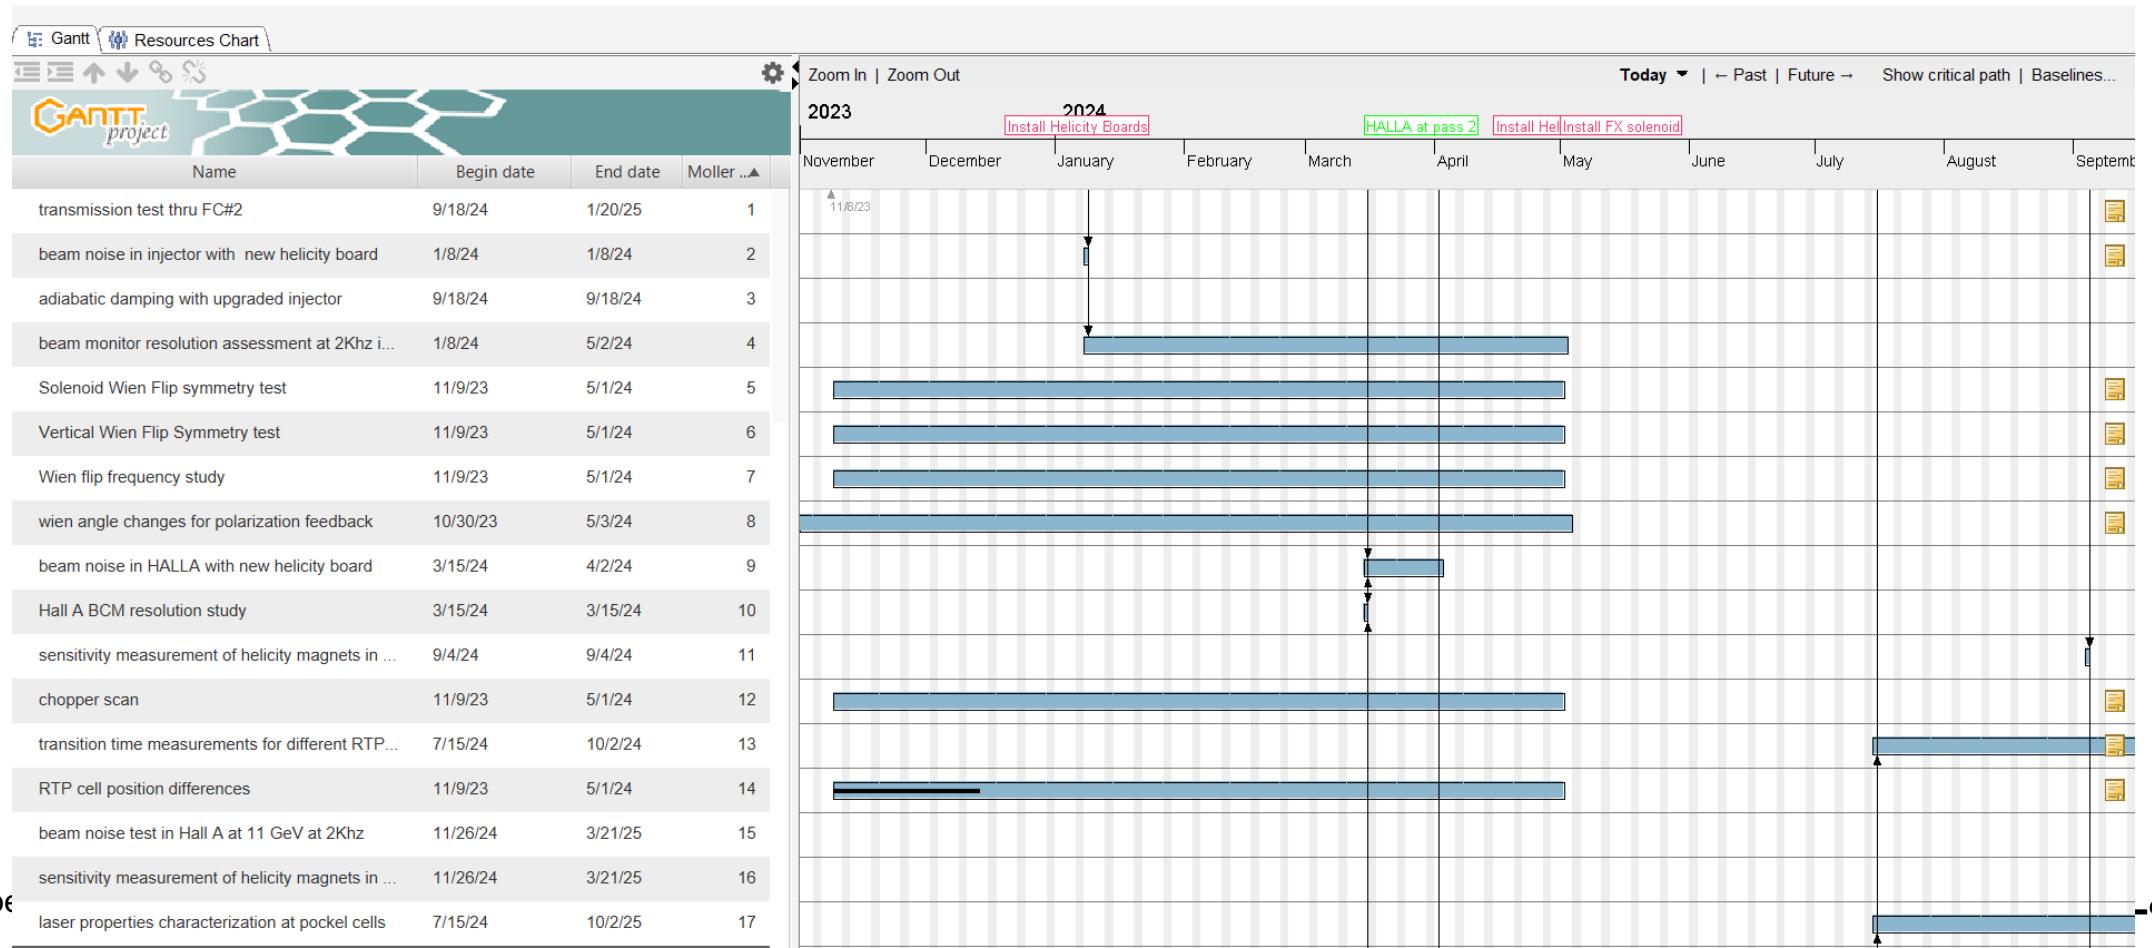 Gantt Resources Chart
Zoom In | Zoom Out Today | ← Past | Future → Show critical path | Baselines...
GANTT project
2023 2024
Install Helicity Boards HALLA at pass 2 Install Hel Install FX solenoid
November December January February March April May June July August Septemb
Name Begin date End date Moller ...
11/8/23
transmission test thru FC#2 9/18/24 1/20/25 1
beam noise in injector with new helicity board 1/8/24 1/8/24 2
adiabatic damping with upgraded injector 9/18/24 9/18/24 3
beam monitor resolution assessment at 2Khz i... 1/8/24 5/2/24 4
Solenoid Wien Flip symmetry test 11/9/23 5/1/24 5
Vertical Wien Flip Symmetry test 11/9/23 5/1/24 6
Wien flip frequency study 11/9/23 5/1/24 7
wien angle changes for polarization feedback 10/30/23 5/3/24 8
beam noise in HALLA with new helicity board 3/15/24 4/2/24 9
Hall A BCM resolution study 3/15/24 3/15/24 10
sensitivity measurement of helicity magnets in ... 9/4/24 9/4/24 11
chopper scan 11/9/23 5/1/24 12
transition time measurements for different RTP... 7/15/24 10/2/24 13
RTP cell position differences 11/9/23 5/1/24 14
beam noise test in Hall A at 11 GeV at 2Khz 11/26/24 3/21/25 15
sensitivity measurement of helicity magnets in ... 11/26/24 3/21/25 16
laser properties characterization at pockel cells 7/15/24 10/2/25 17